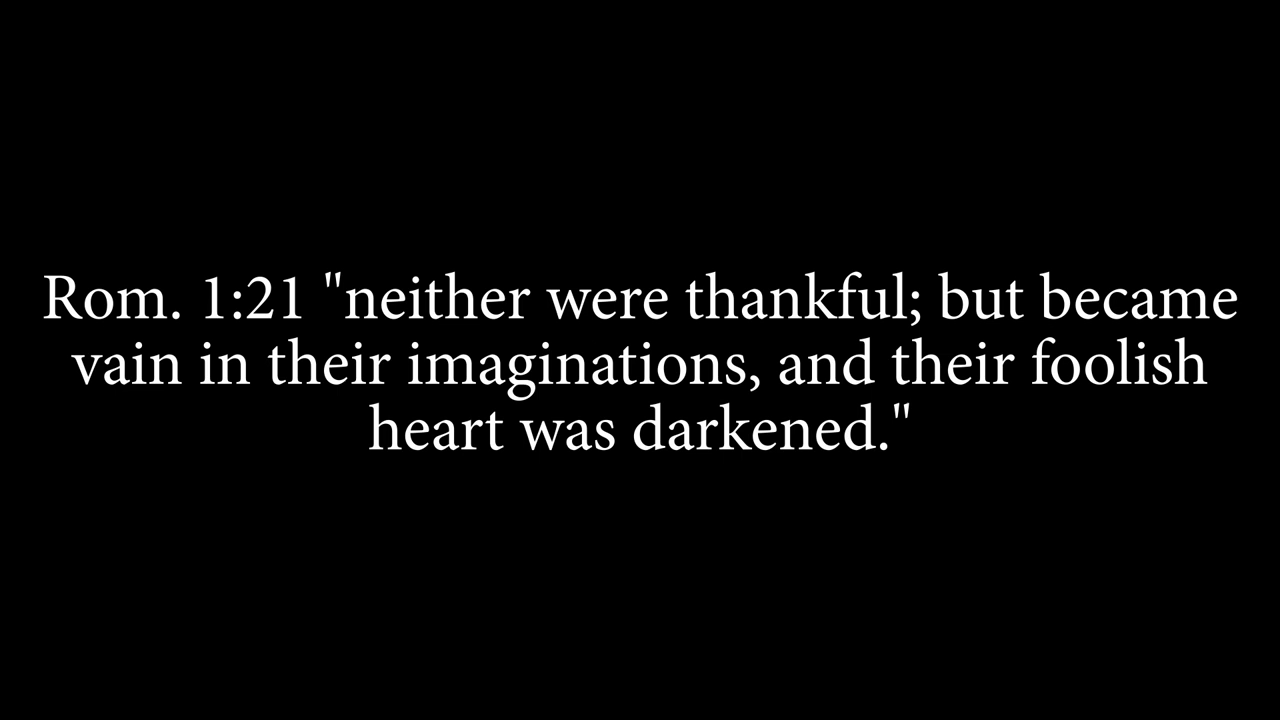 Rom. 1:21 "neither were thankful; but became
vain in their imaginations, and their foolish
heart was darkened."